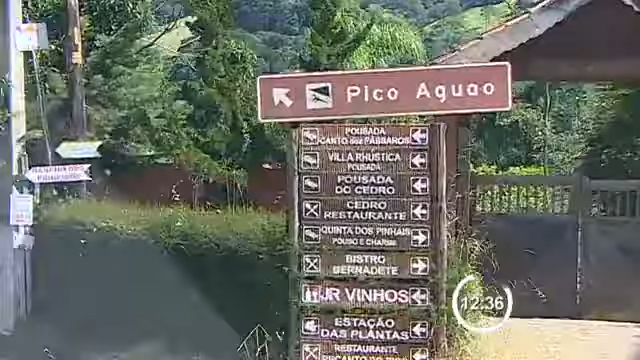 Pico Aguao
POUSADA
CANTO dos PÁSSAROS
VILLA RHUSTICA
POUSADA
POUSADA
DO CEDRO
CEDRO
RESTAURANTE
QUINTA DOS PINHAIS
POUSO E CHARME
BISTRO
BERNADETE
JR VINHOS
ESTAÇÃO
DAS PLANTAS
RESTAURANTE
12:36